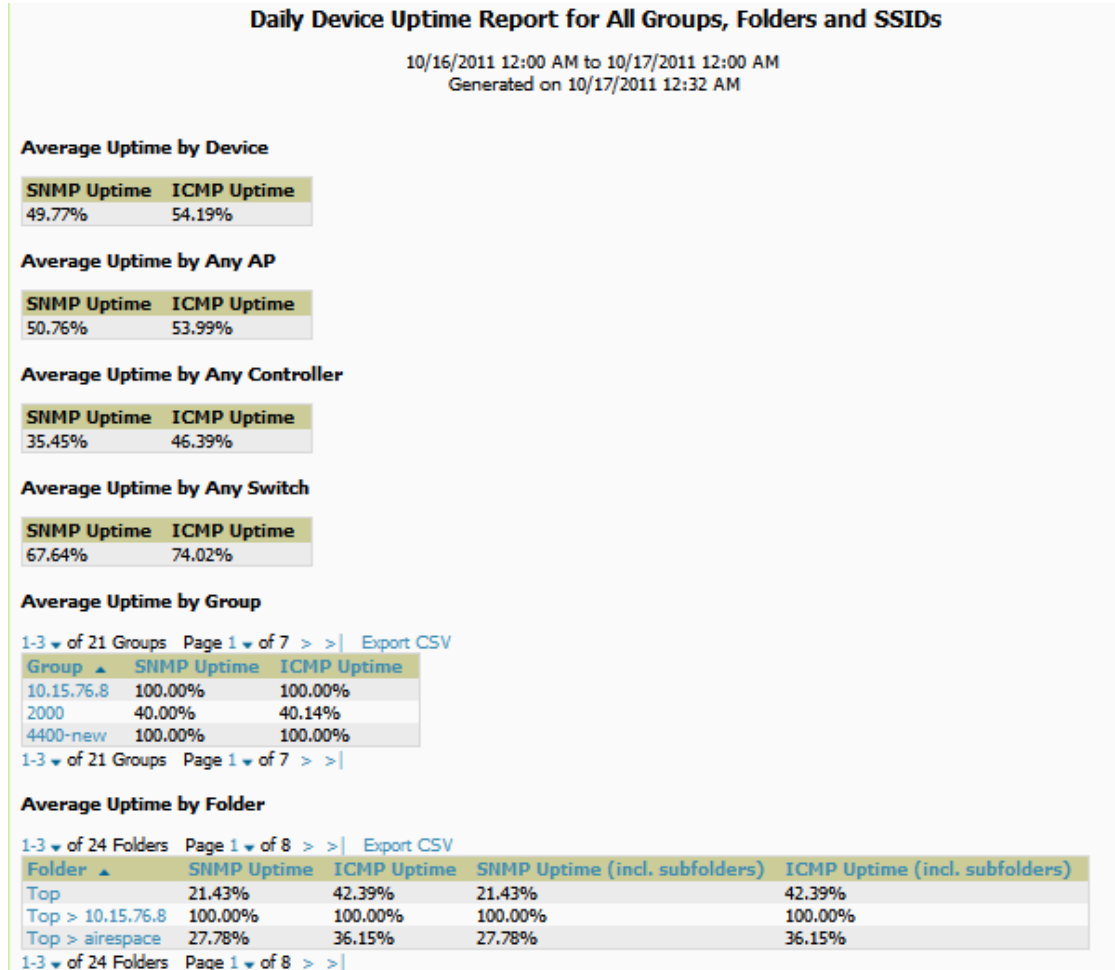 Daily Device Uptime Report for All Groups, Folders and SSIDs
10/16/2011 12:00 AM to 10/17/2011 12:00 AM
Generated on 10/17/2011 12:32 AM
Average Uptime by Device
SNMP Uptime ICMP Uptime
49.77% 54.19%
Average Uptime by Any AP
SNMP Uptime ICMP Uptime
50.76% 53.99%
Average Uptime by Any Controller
SNMP Uptime ICMP Uptime
35.45% 46.39%
Average Uptime by Any Switch
SNMP Uptime ICMP Uptime
67.64% 74.02%
Average Uptime by Group
1-3 of 21 Groups Page 1 of 7 > >| Export CSV
Group SNMP Uptime ICMP Uptime
10.15.76.8 100.00% 100.00%
2000 40.00% 40.14%
4400-new 100.00% 100.00%
1-3 of 21 Groups Page 1 of 7 > >|
Average Uptime by Folder
1-3 of 24 Folders Page 1 of 8 > >| Export CSV
Folder SNMP Uptime ICMP Uptime SNMP Uptime (incl. subfolders) ICMP Uptime (incl. subfolders)
Top 21.43% 42.39% 21.43% 42.39%
Top > 10.15.76.8 100.00% 100.00% 100.00% 100.00%
Top > airespace 27.78% 36.15% 27.78% 36.15%
1-3 of 24 Folders Page 1 of 8 > >|